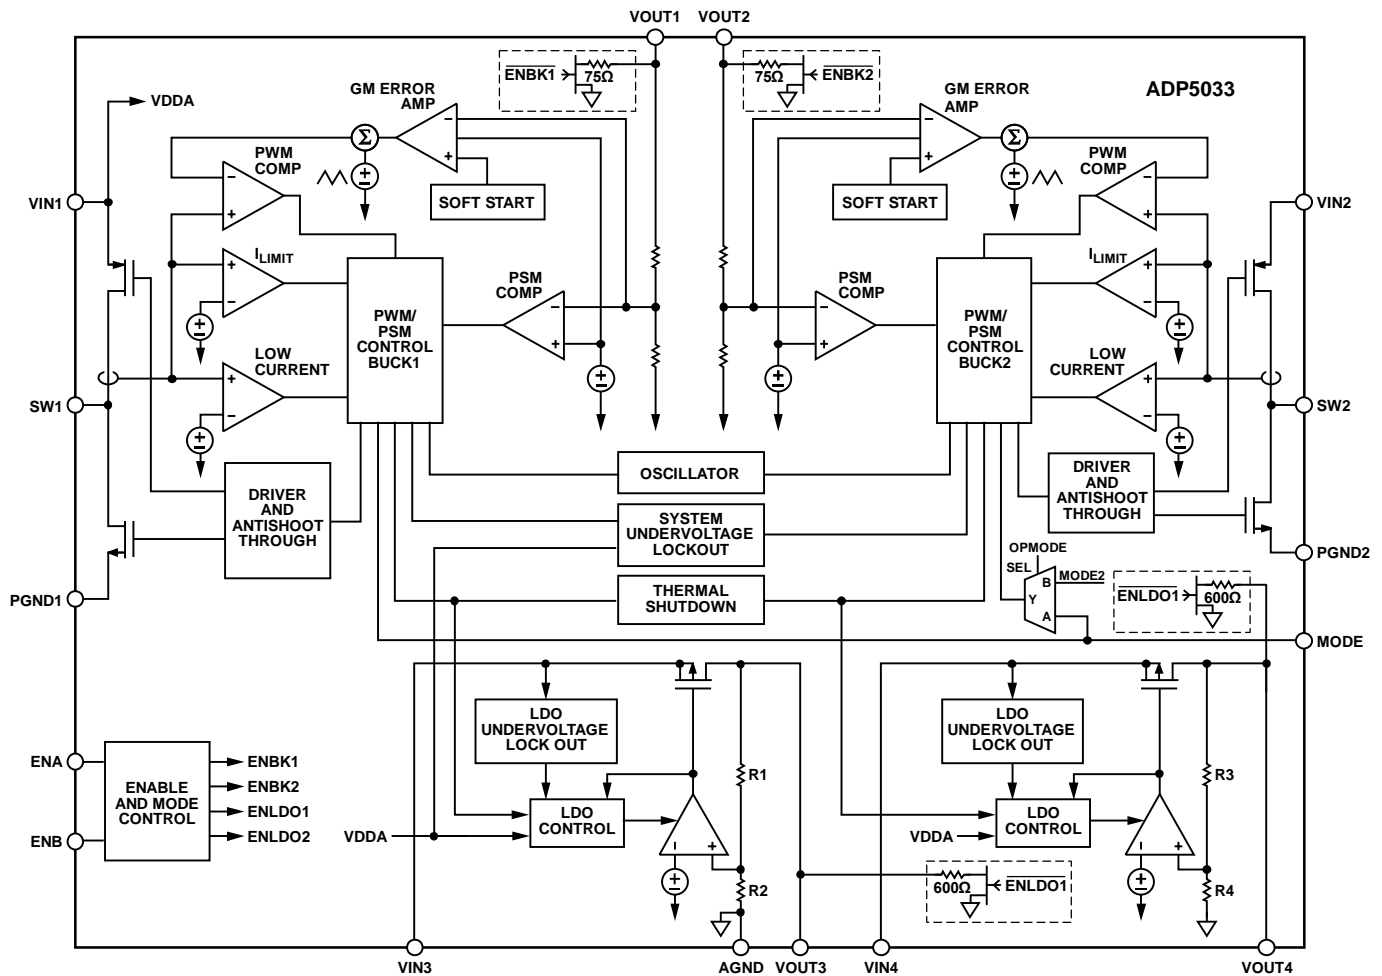 VOUT1 VOUT2
ENBK1
75Ω
75Ω
ENBK2
ADP5033
VDDA
GM ERROR
AMP
GM ERROR
AMP
Σ
Σ
PWM
COMP
PWM
COMP
SOFT START
SOFT START
VIN1
VIN2
ILIMIT
ILIMIT
PSM
COMP
PSM
COMP
PWM/
PSM
CONTROL
BUCK1
PWM/
PSM
CONTROL
BUCK2
LOW
CURRENT
LOW
CURRENT
SW1
SW2
OSCILLATOR
DRIVER
AND
ANTISHOOT
THROUGH
SYSTEM
UNDERVOLTAGE
LOCKOUT
DRIVER
AND
ANTISHOOT
THROUGH
PGND1
PGND2
THERMAL
SHUTDOWN
OPMODE
SEL
B
MODE2
Y
A
ENLDO1
600Ω
MODE
LDO
UNDERVOLTAGE
LOCK OUT
LDO
UNDERVOLTAGE
LOCK OUT
ENA
ENB
ENABLE
AND MODE
CONTROL
ENBK1
ENBK2
ENLDO1
ENLDO2
R1
R3
VDDA
LDO
CONTROL
VDDA
LDO
CONTROL
R2
600Ω
ENLDO1
R4
VIN3
AGND
VOUT3
VIN4
VOUT4